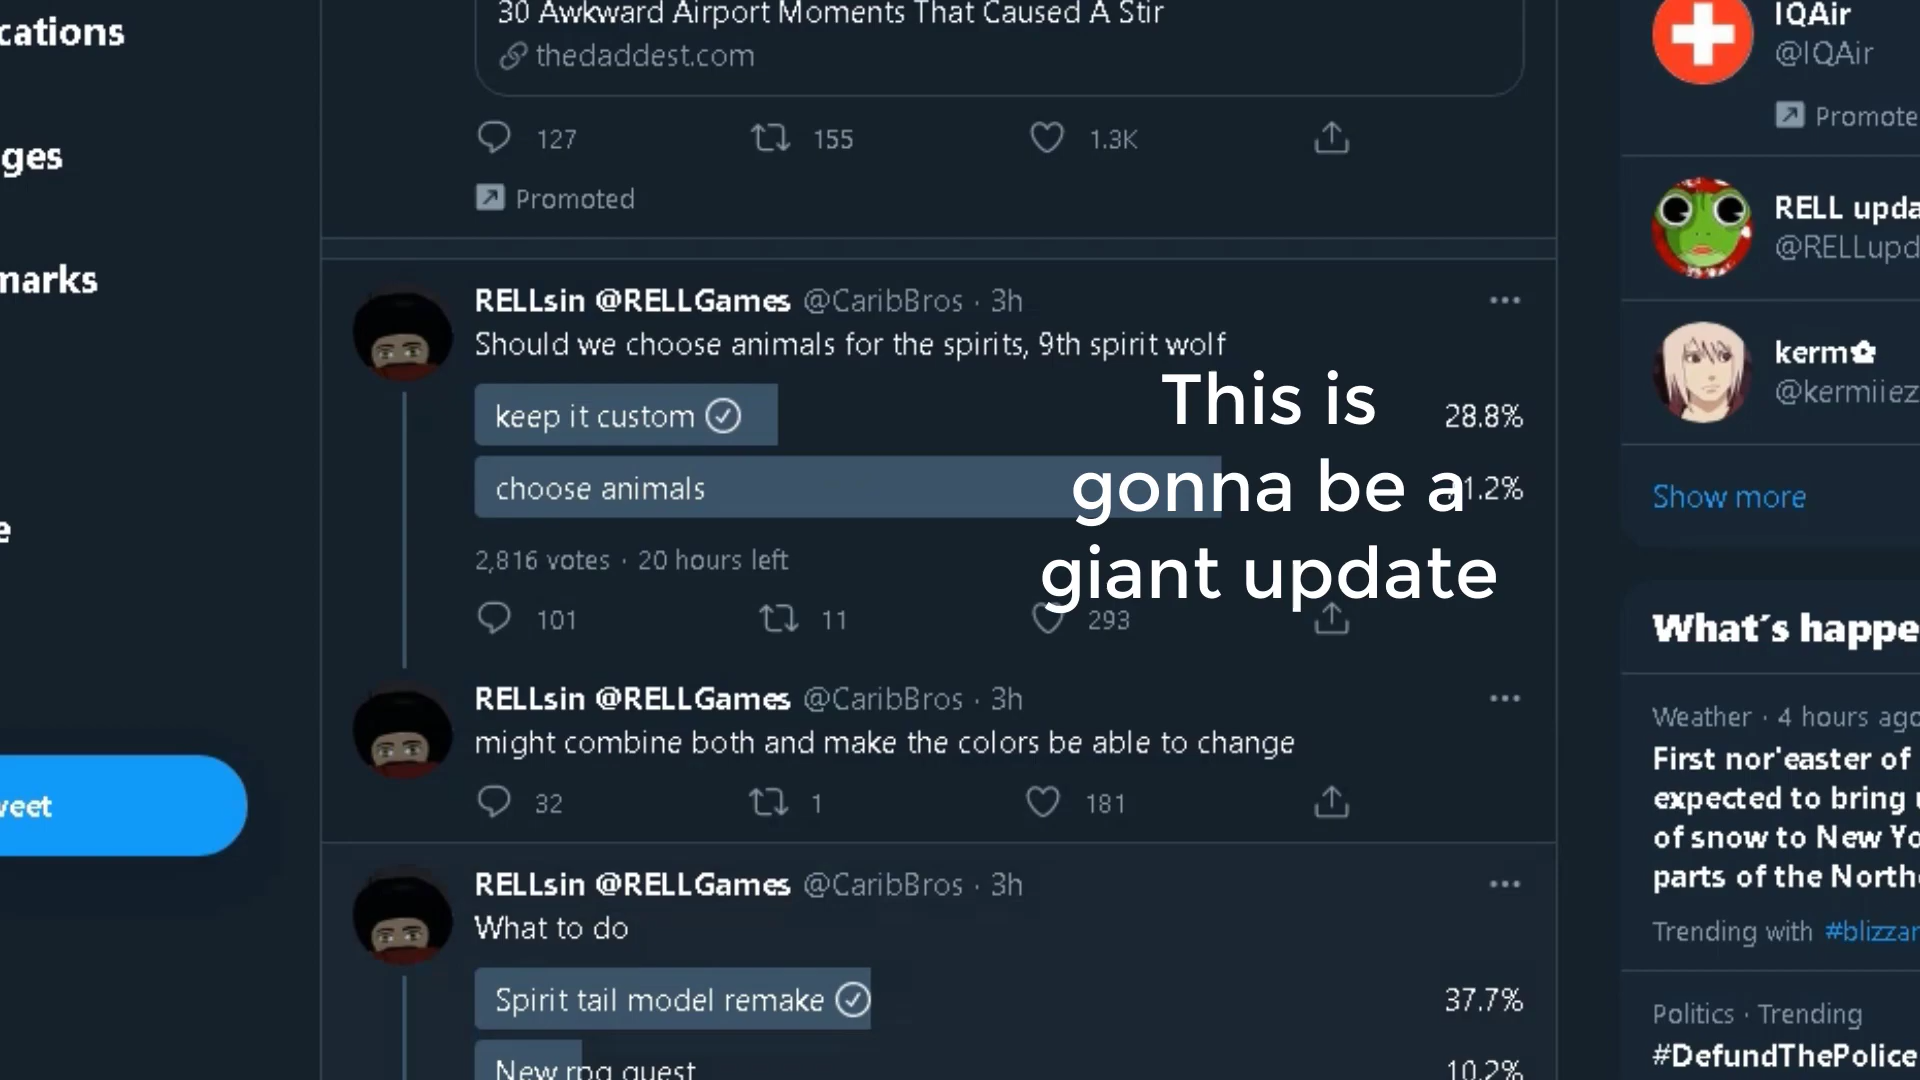 30 Awkward Airport Moments That Caused A Stir
thedaddest.com
127 155 1.3K
Promoted
RELLsin @RELLGames @CaribBros · 3h
Should we choose animals for the spirits, 9th spirit wolf
keep it custom 28.8%
choose animals 1.2%
2,816 votes · 20 hours left
101 11 293
This is
gonna be a
giant update
RELLsin @RELLGames @CaribBros · 3h
might combine both and make the colors be able to change
32 1 181
RELLsin @RELLGames @CaribBros · 3h
What to do
Spirit tail model remake 37.7%
New rpg quest 10.2%
cations
ges
marks
e
weet
IQAir
@IQAir
Promote
RELL upda
@RELLupd
kerm
@kermiiez
Show more
What's happe
Weather · 4 hours ago
First nor'easter of
expected to bring u
of snow to New Yo
parts of the Northe
Trending with #blizzar
Politics · Trending
#DefundThePolice